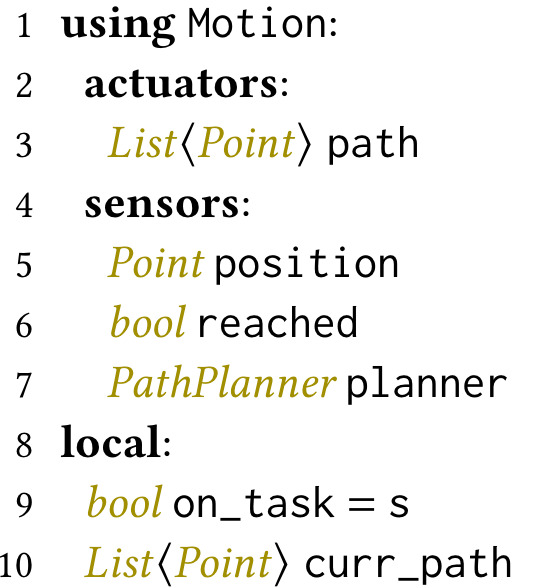 1 using Motion:
2 actuators:
3 List⟨Point⟩ path
4 sensors:
5 Point position
6 bool reached
7 PathPlanner planner
8 local:
9 bool on_task = s
10 List⟨Point⟩ curr_path